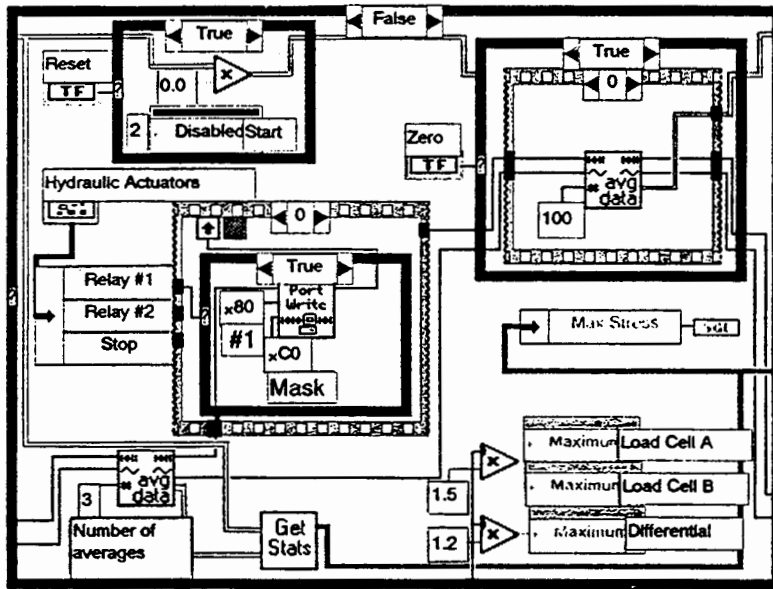 False
True
Reset
TF
0.0
2
Disabled Start
True
0
Zero
TF
avg
data
100
Hydraulic Actuators
0
True
Relay #1
Relay #2
Stop
Port
Write
x80
#1
xC0
Mask
Max Stress
SGL
avg
data
3
Number of
averages
Get
Stats
1.5
1.2
Maximum Load Cell A
Maximum Load Cell B
Maximum Differential